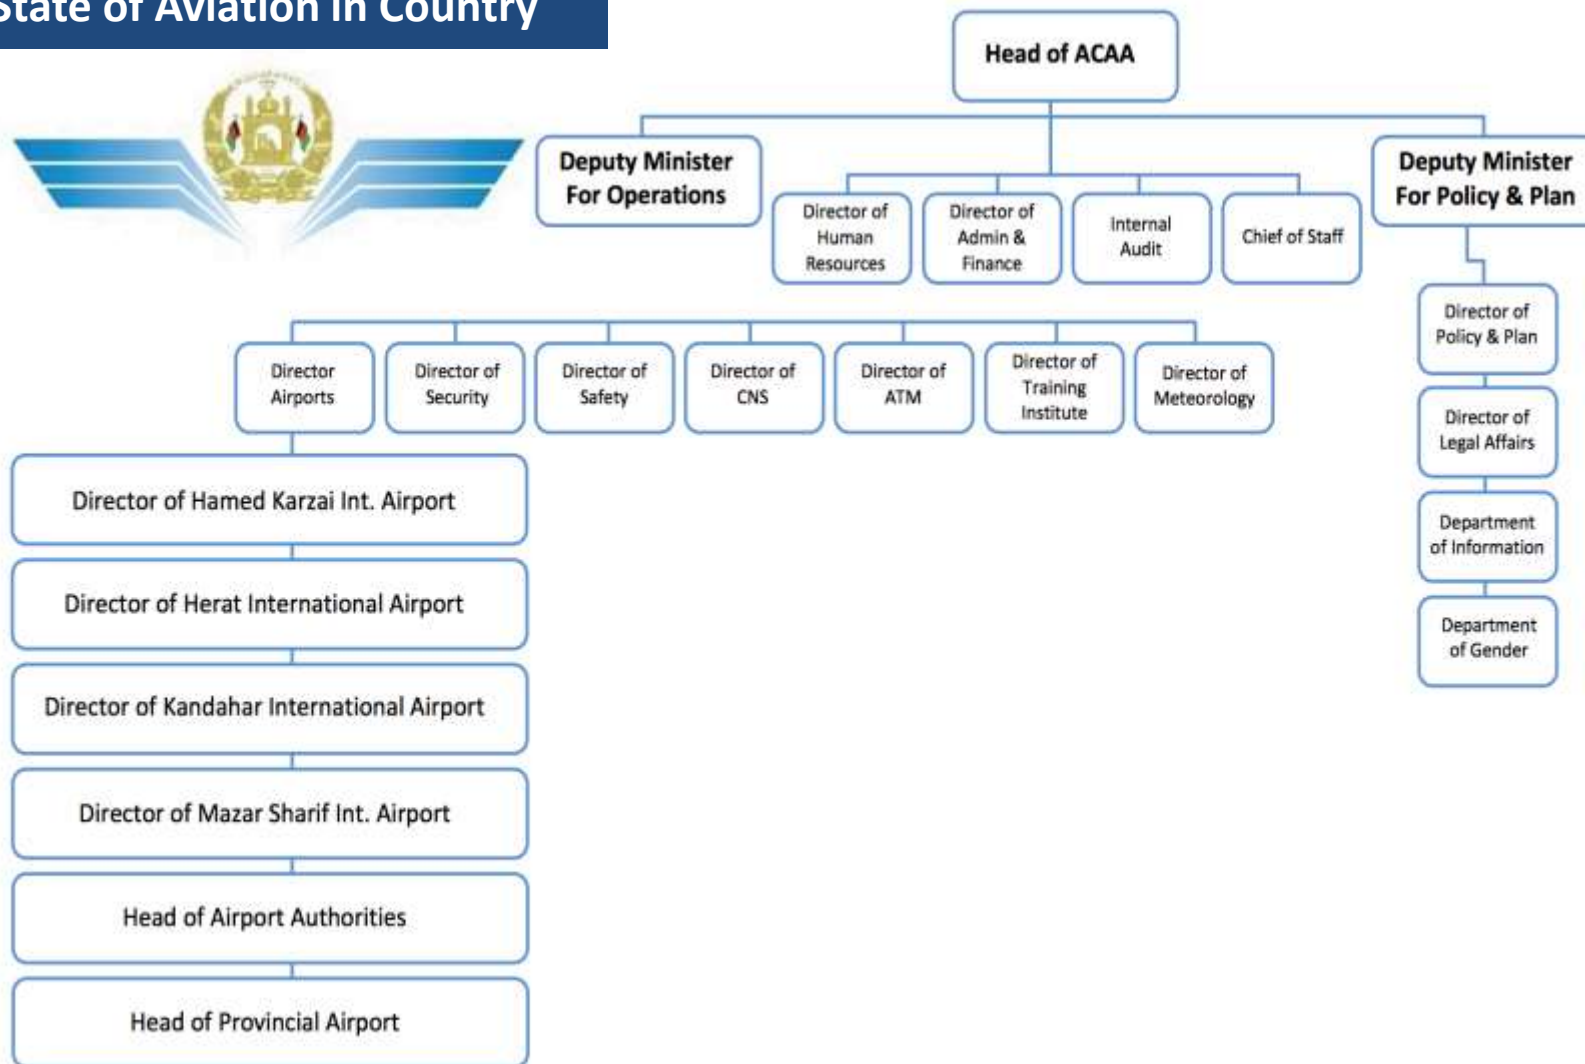 State of Aviation in Country
Head of ACAA
Deputy Minister
For Operations
Deputy Minister
For Policy & Plan
Director of
Human
Resources
Director of
Admin &
Finance
Internal
Audit
Chief of Staff
Director
Airports
Director of
Security
Director of
Safety
Director of
CNS
Director of
ATM
Director of
Training
Institute
Director of
Meteorology
Director of
Policy & Plan
Director of
Legal Affairs
Department
of Information
Department
of Gender
Director of Hamed Karzai Int. Airport
Director of Herat International Airport
Director of Kandahar International Airport
Director of Mazar Sharif Int. Airport
Head of Airport Authorities
Head of Provincial Airport